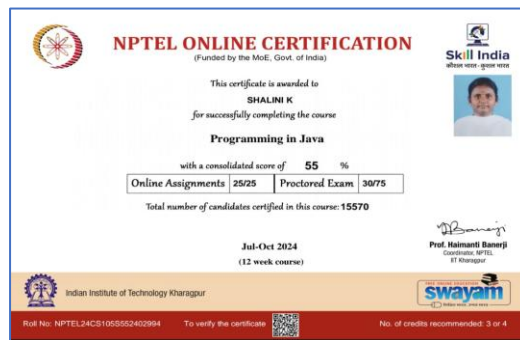 NPTEL ONLINE CERTIFICATION
(Funded by the MoE, Govt. of India)
Skill India
कौशल भारत - कुशल भारत
This certificate is awarded to
SHALINI K
for successfully completing the course
Programming in Java
with a consolidated score of 55 %
Online Assignments 25/25 Proctored Exam 30/75
Total number of candidates certified in this course: 15570
Jul-Oct 2024
(12 week course)
Prof. Haimanti Banerji
Coordinator, NPTEL
IIT Kharagpur
Indian Institute of Technology Kharagpur
FREE ONLINE EDUCATION
swayam
Roll No: NPTEL24CS105S552402994 To verify the certificate No. of credits recommended: 3 or 4